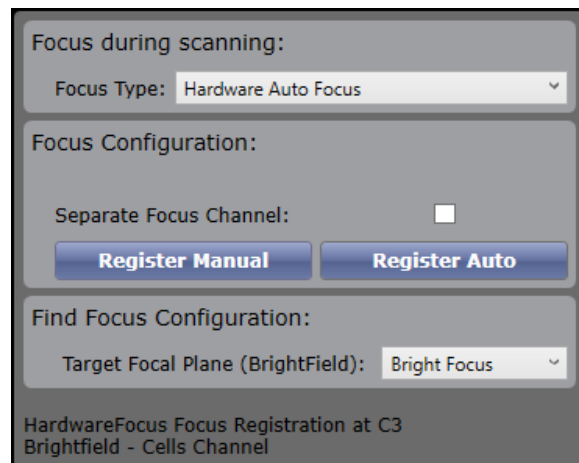 Focus during scanning:
Focus Type: Hardware Auto Focus
Focus Configuration:
Separate Focus Channel:
Register Manual Register Auto
Find Focus Configuration:
Target Focal Plane (BrightField): Bright Focus
HardwareFocus Focus Registration at C3
Brightfield - Cells Channel